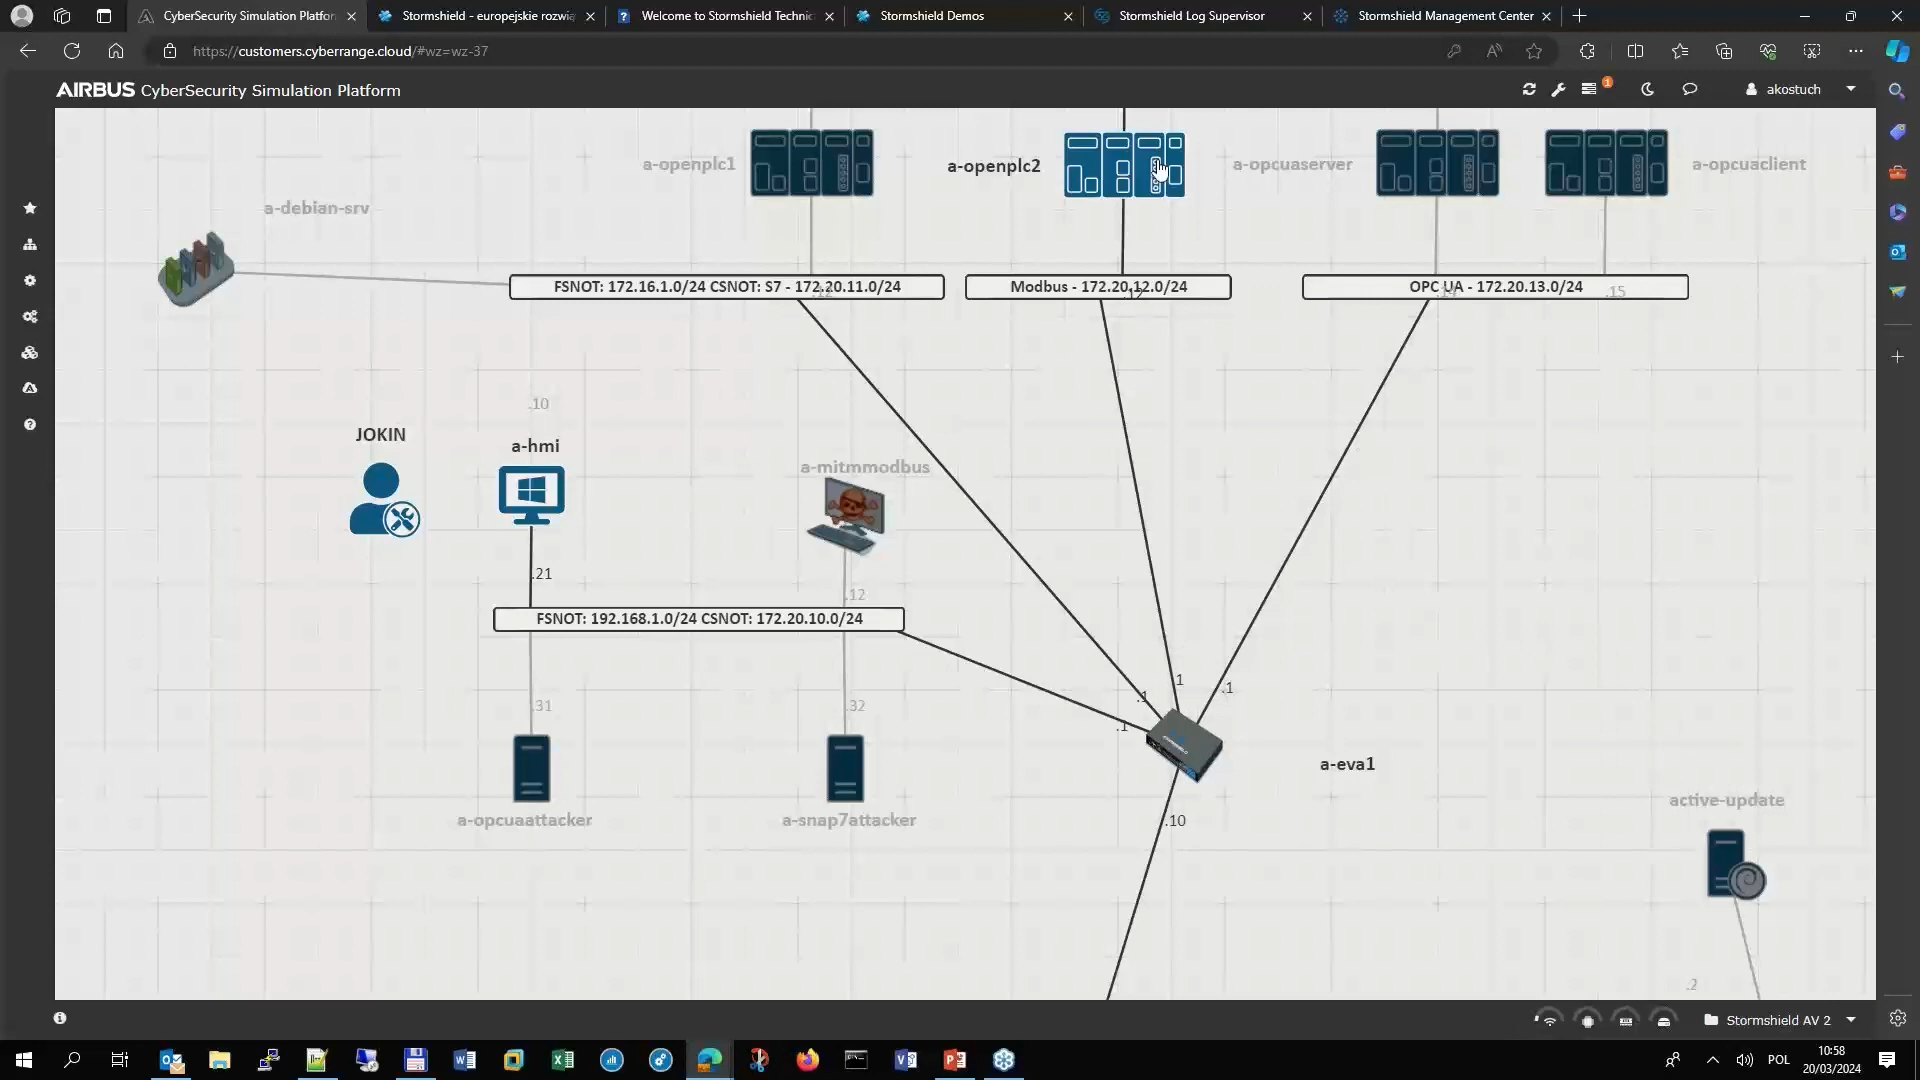 CyberSecurity Simulation Platfor
Stormshield - europejskie rozwią
Welcome to Stormshield Technic
Stormshield Demos
Stormshield Log Supervisor
Stormshield Management Center
https://customers.cyberrange.cloud/#wz=wz-37
AIRBUS CyberSecurity Simulation Platform
1
akostuch
a-openplc1
a-openplc2
a-opcuaserver
a-opcuaclient
a-debian-srv
FSNOT: 172.16.1.0/24 CSNOT: S7 - 172.20.11.0/24
Modbus - 172.20.12.0/24
OPC UA - 172.20.13.0/24
.12
.14
.15
.10
JOKIN
a-hmi
a-mitmmodbus
.21
.12
FSNOT: 192.168.1.0/24 CSNOT: 172.20.10.0/24
.1
1
.1
.1
.31
.32
a-eva1
a-opcuaattacker
a-snap7attacker
.10
active-update
.2
Stormshield AV 2
POL
10:58
20/03/2024